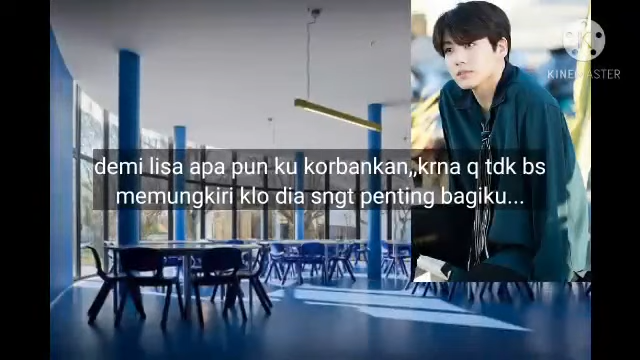 KINEMASTER
demi lisa apa pun ku korbankan,,krna q tdk bs
memungkiri klo dia sngt penting bagiku...